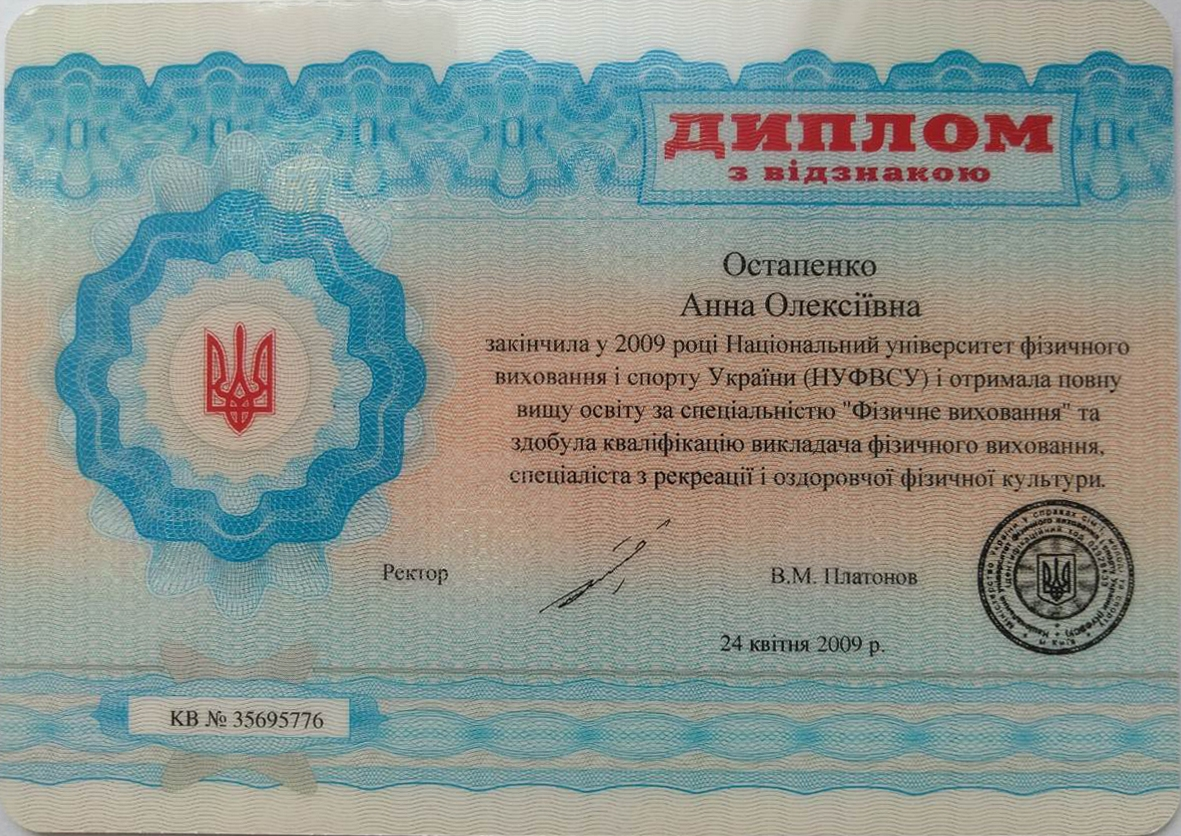 ДИПЛОМ
з відзнакою
Остапенко
Анна Олексіївна
закінчила у 2009 році Національний університет фізичного
виховання і спорту України (НУФВСУ) і отримала повну
вищу освіту за спеціальністю "Фізичне виховання" та
здобула кваліфікацію викладача фізичного виховання,
спеціаліста з рекреації і оздоровчої фізичної культури.
Ректор
В.М. Платонов
24 квітня 2009 р.
КВ № 35695776